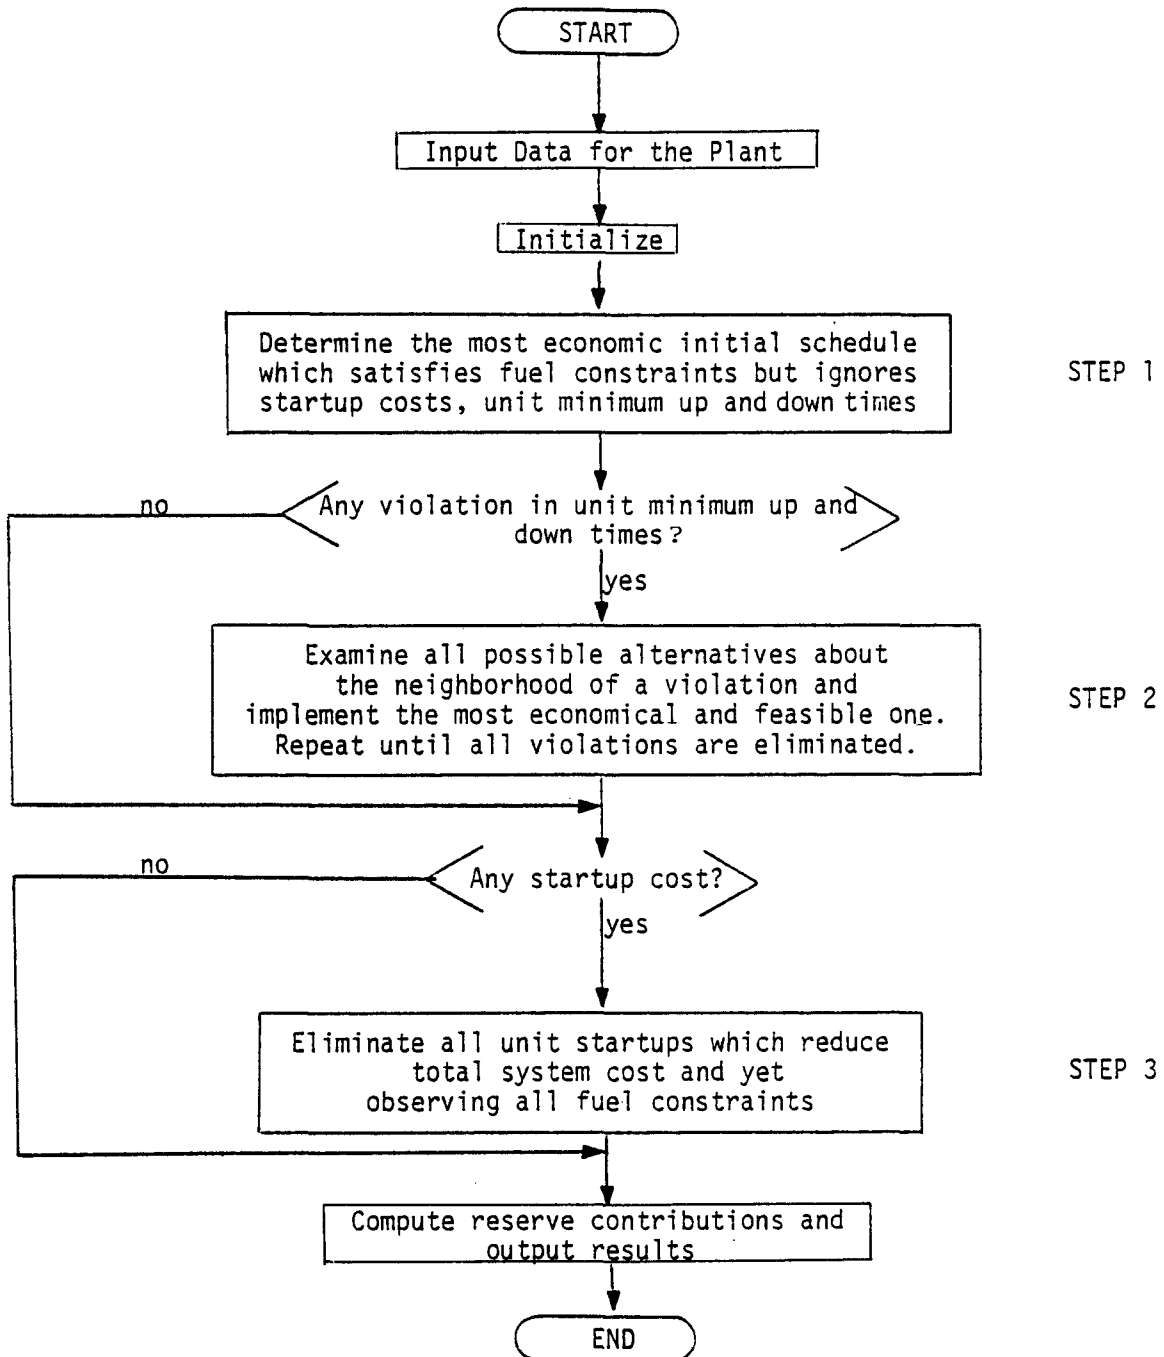 START
Input Data for the Plant
Initialize
Determine the most economic initial schedule
which satisfies fuel constraints but ignores
startup costs, unit minimum up and down times
STEP 1
no
Any violation in unit minimum up and
down times?
yes
Examine all possible alternatives about
the neighborhood of a violation and
implement the most economical and feasible one.
Repeat until all violations are eliminated.
STEP 2
no
Any startup cost?
yes
Eliminate all unit startups which reduce
total system cost and yet
observing all fuel constraints
STEP 3
Compute reserve contributions and
output results
END